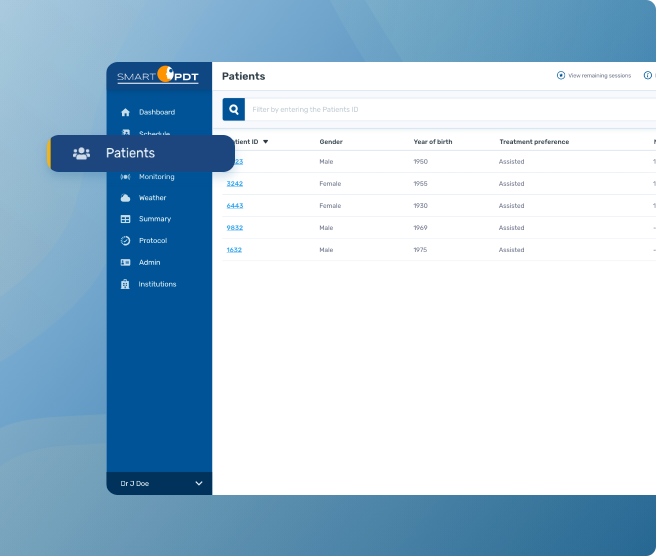 SMART PDT
Patients
View remaining sessions
Filter by entering the Patients ID
Dashboard
Schedule
Patients
Monitoring
Weather
Summary
Protocol
Admin
Institutions
Dr J Doe
tient ID ▼ Gender Year of birth Treatment preference
23 Male 1950 Assisted
3242 Female 1955 Assisted
6443 Female 1930 Assisted
9832 Male 1969 Assisted
1632 Male 1975 Assisted